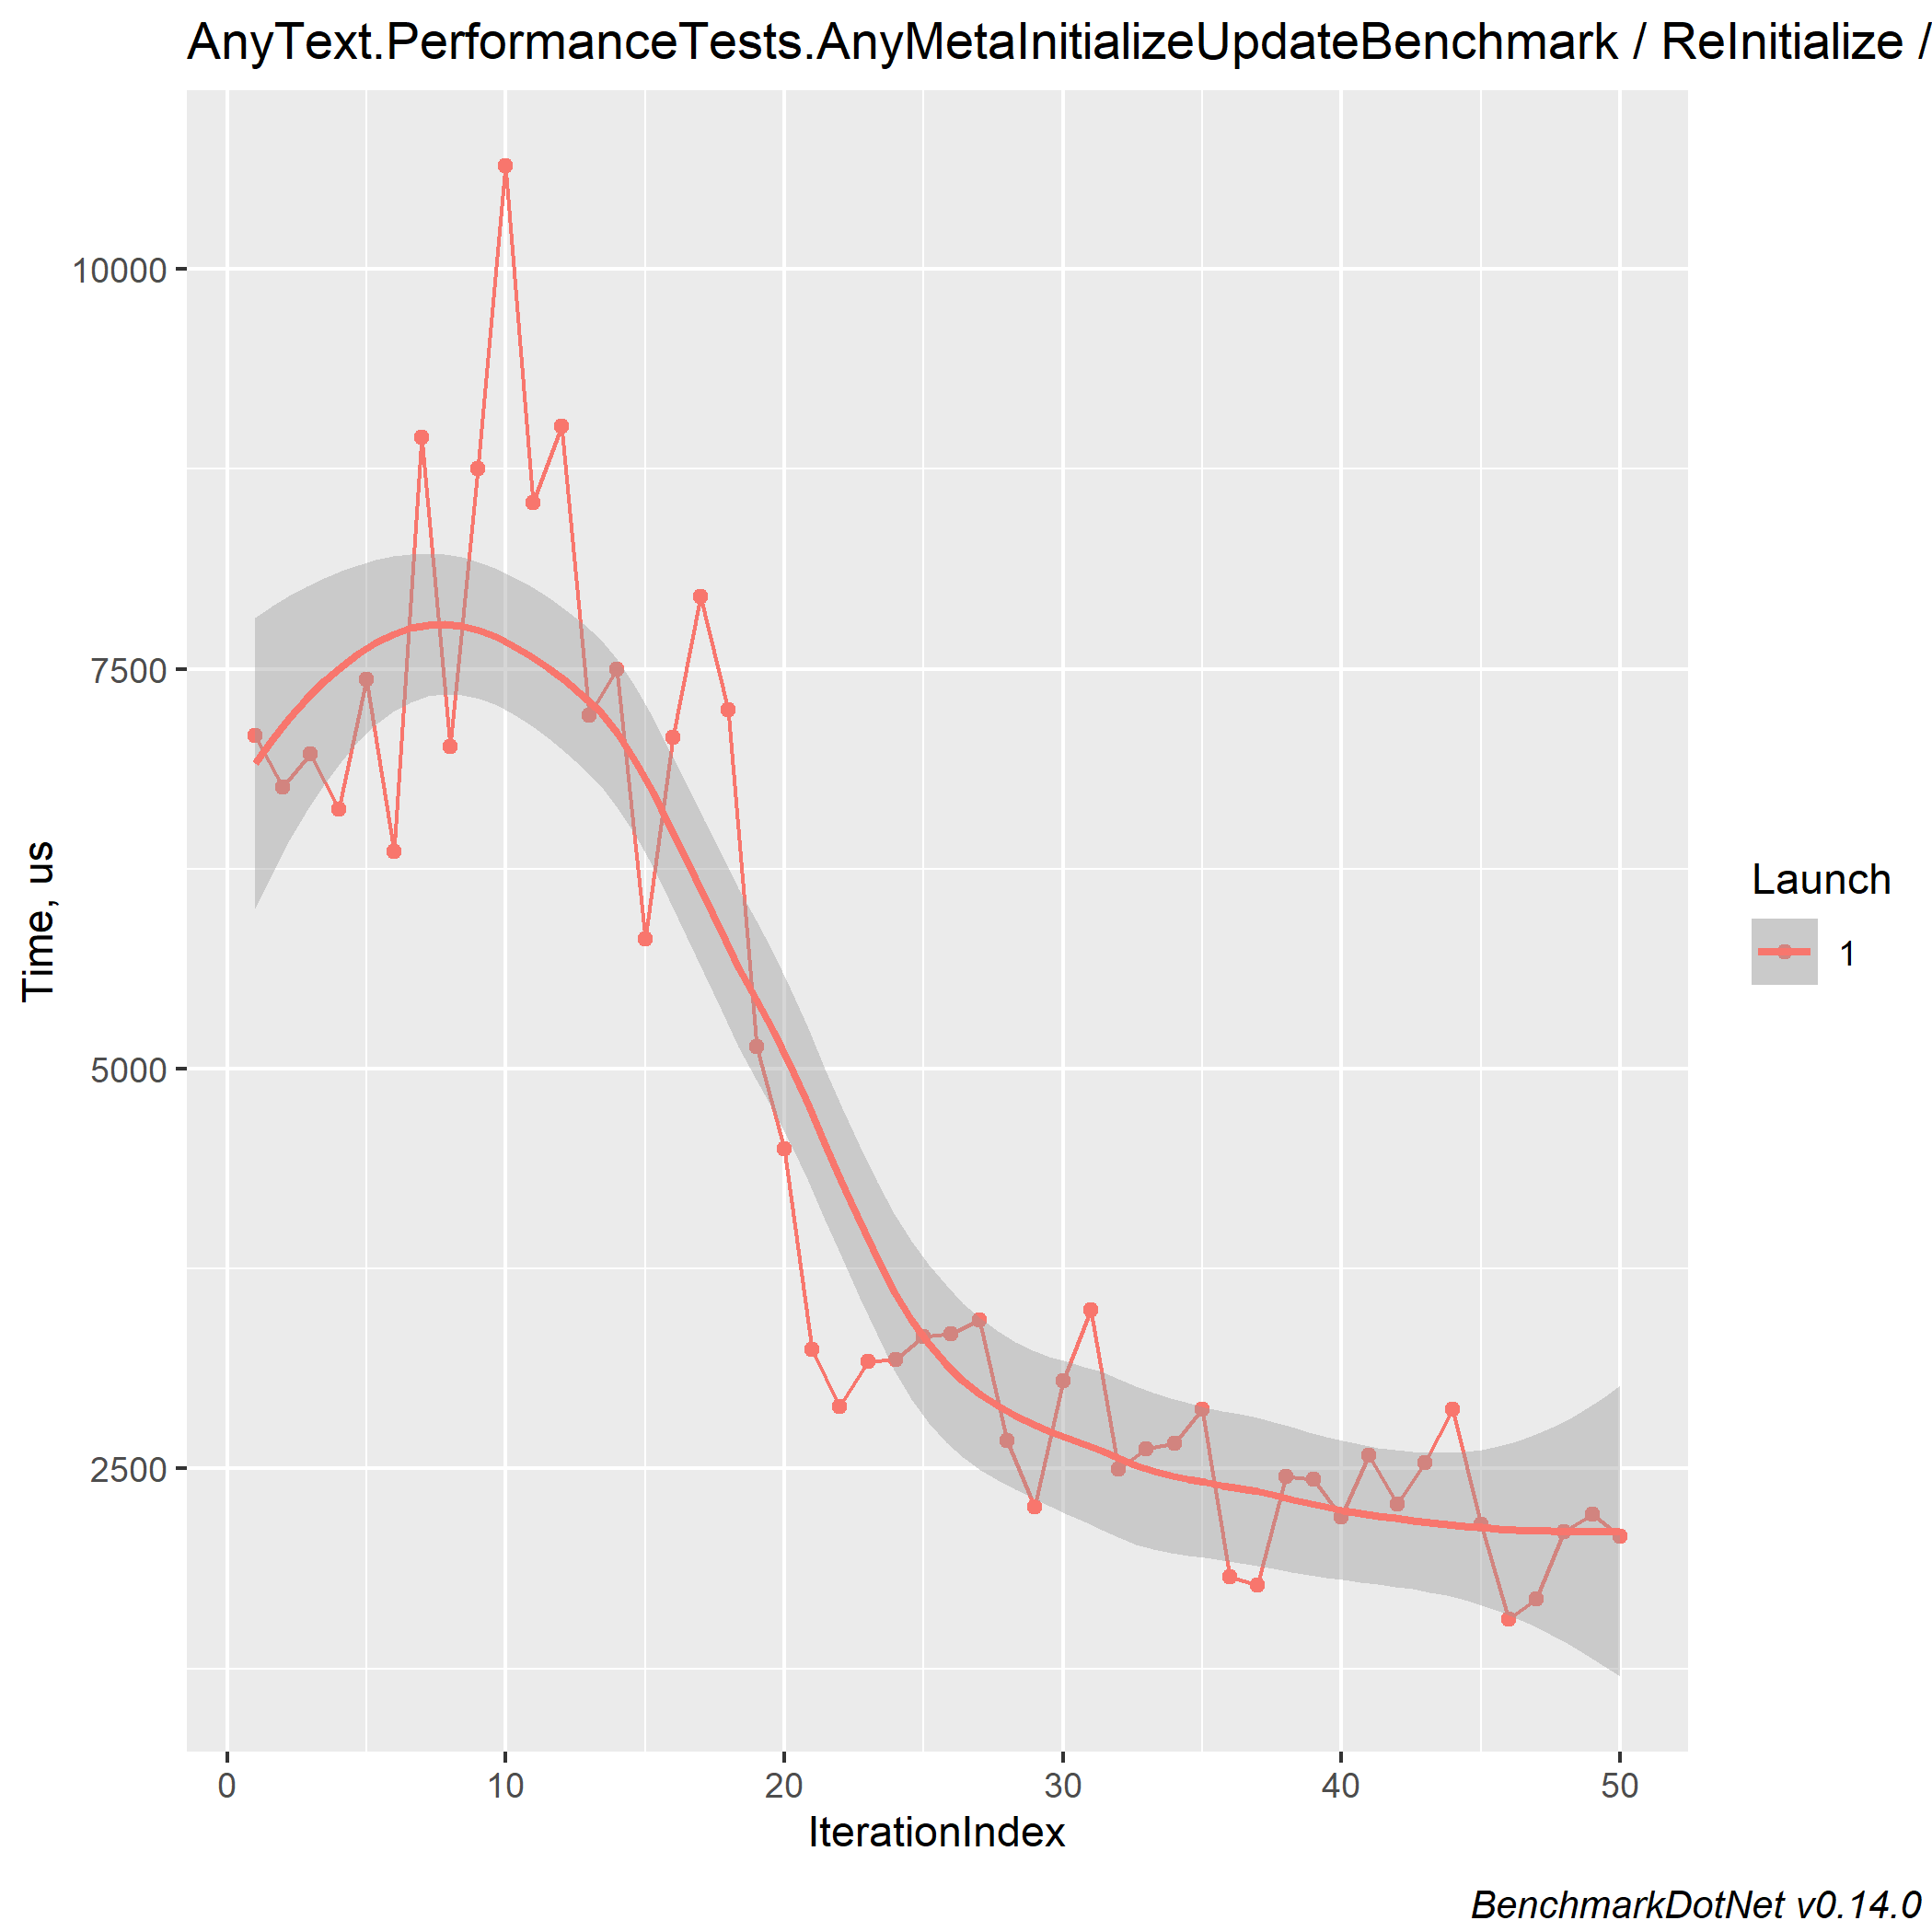 AnyText.PerformanceTests.AnyMetaInitializeUpdateBenchmark / ReInitialize /
Time, us
10000
7500
5000
2500
0 10 20 30 40 50
IterationIndex
Launch
1
BenchmarkDotNet v0.14.0